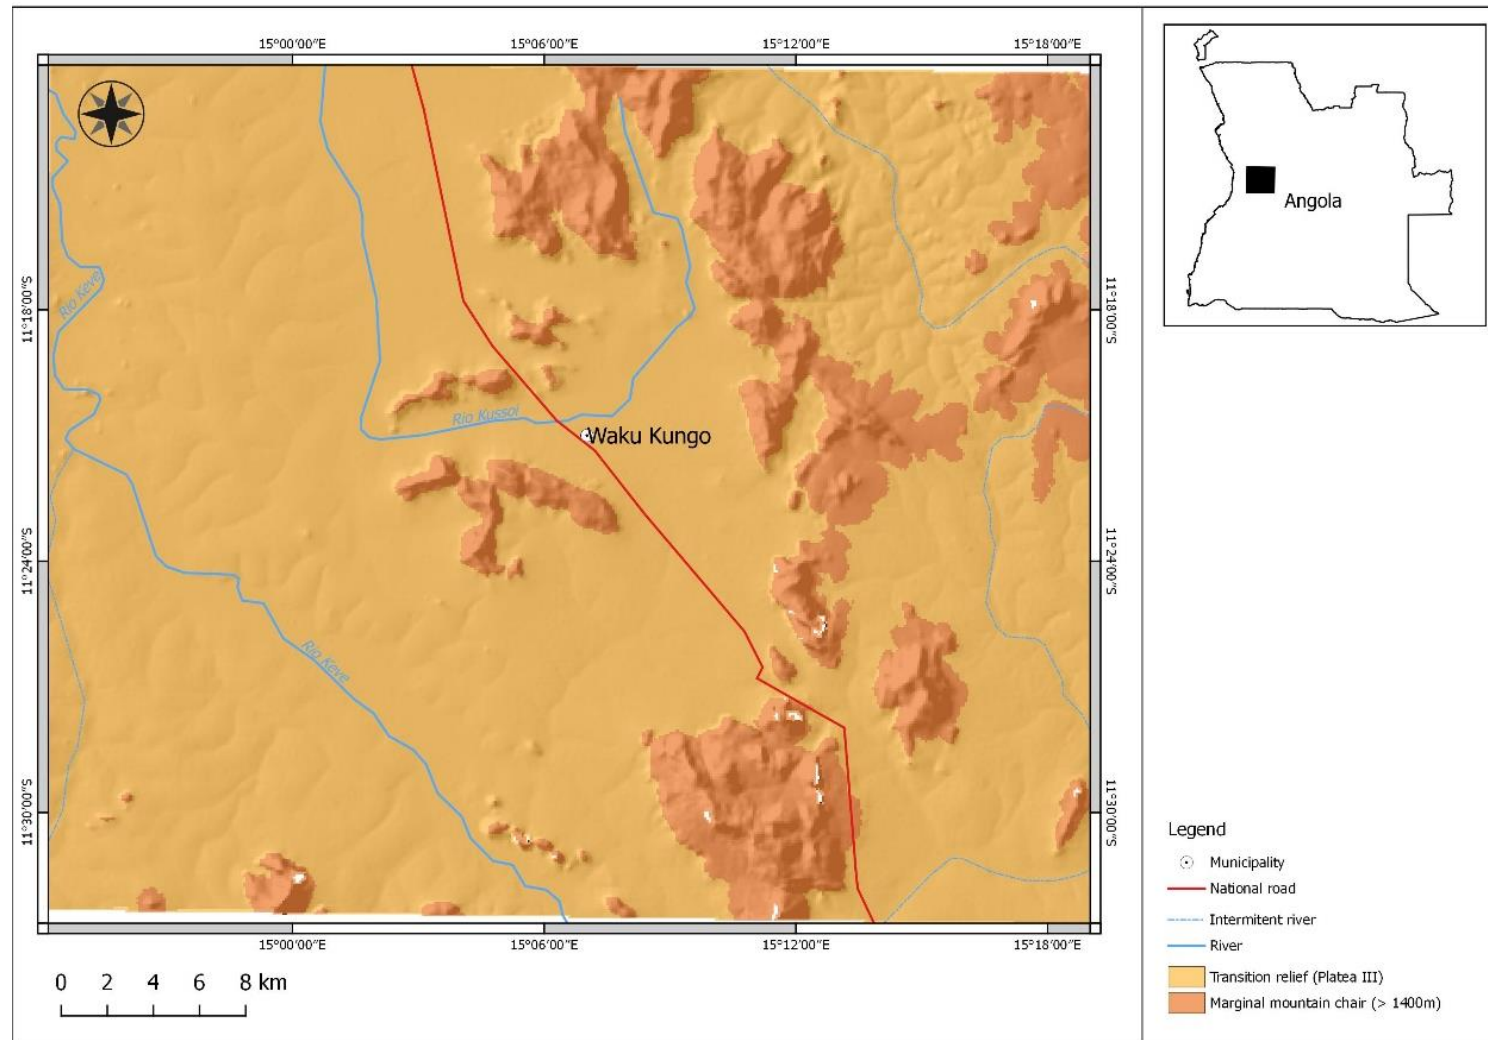 15°00'00"E
15°06'00"E
15°12'00"E
15°18'00"E
11°18'00"S
11°24'00"S
11°30'00"S
Rio Keve
Rio Kussoi
Waku Kungo
Rio Keve
11°18'00"S
11°24'00"S
11°30'00"S
15°00'00"E
15°06'00"E
15°12'00"E
15°18'00"E
0 2 4 6 8 km
Angola
Legend
Municipality
National road
Intermitent river
River
Transition relief (Platea III)
Marginal mountain chair (> 1400m)